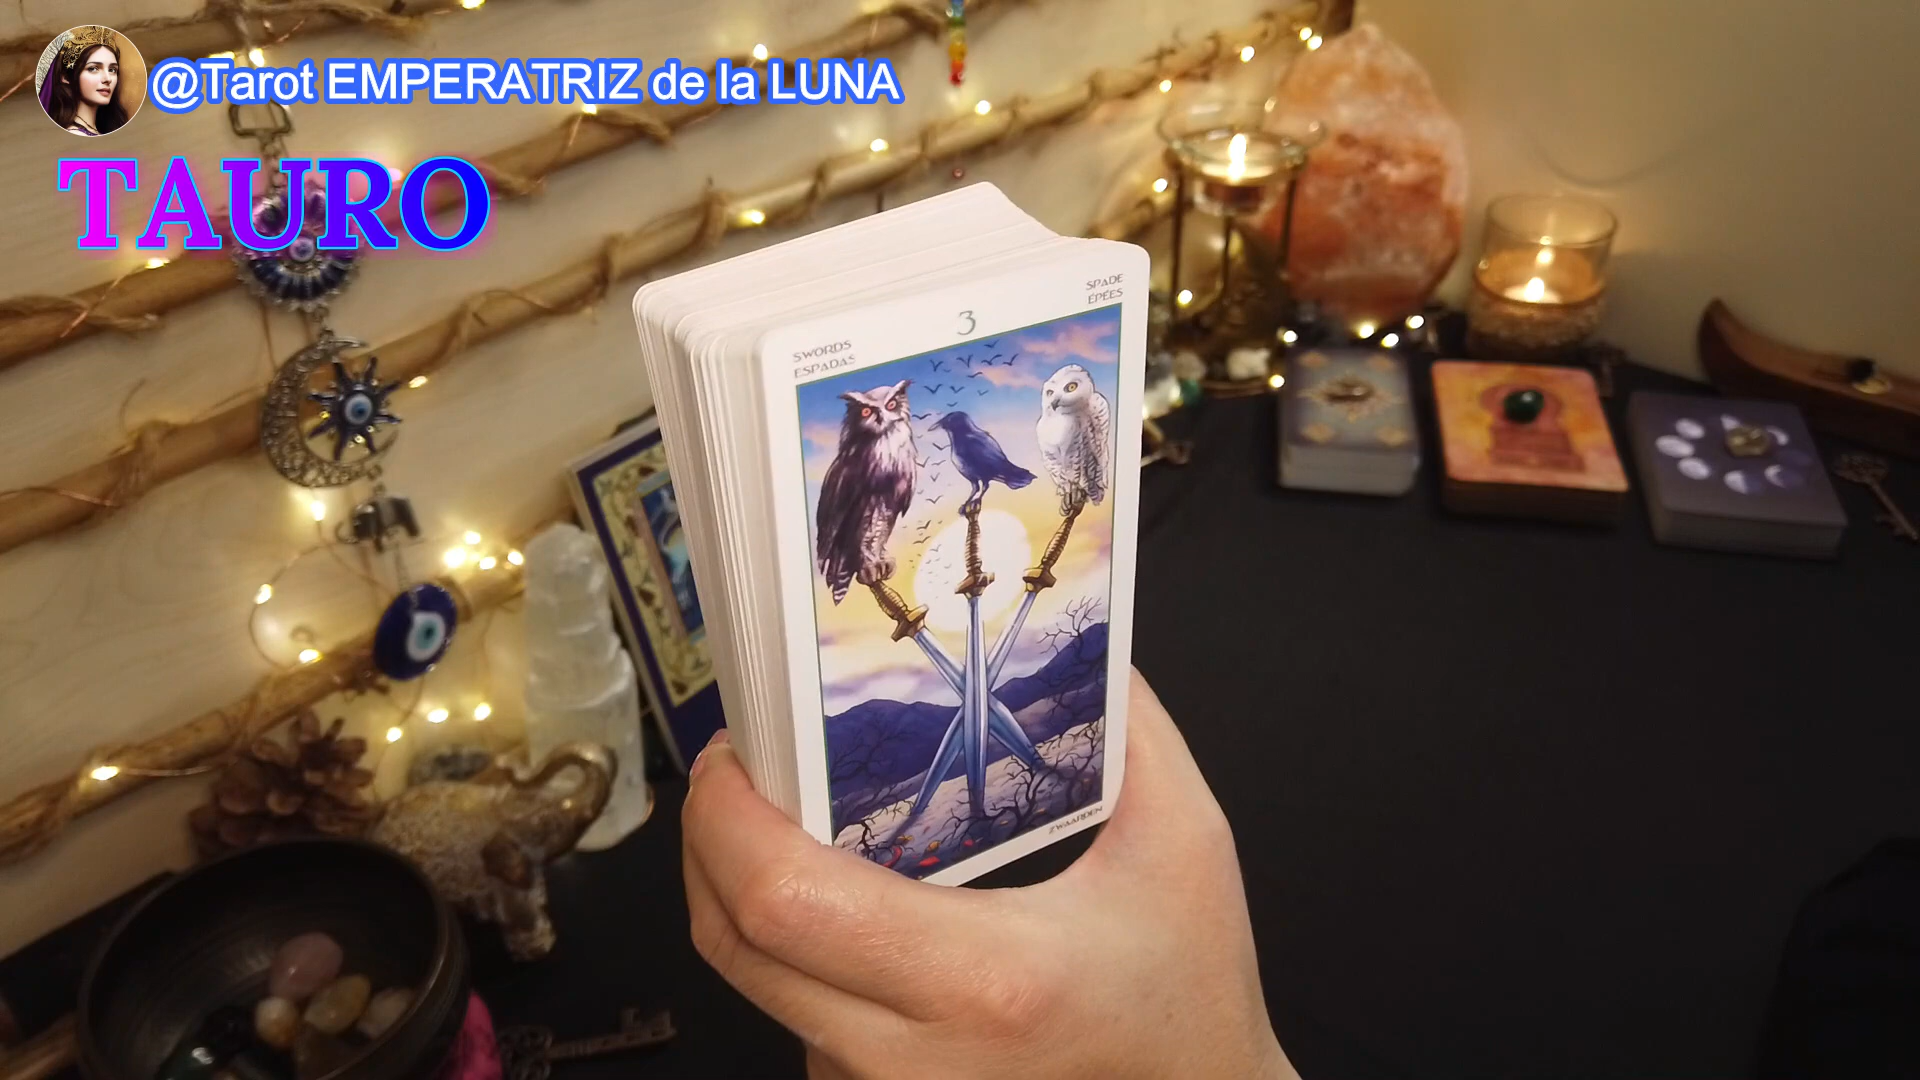 @Tarot EMPERATRIZ de la LUNA
TAURO
3
SPADE
ÉPÉES
SWORDS
ESPADAS
ZWAARDEN